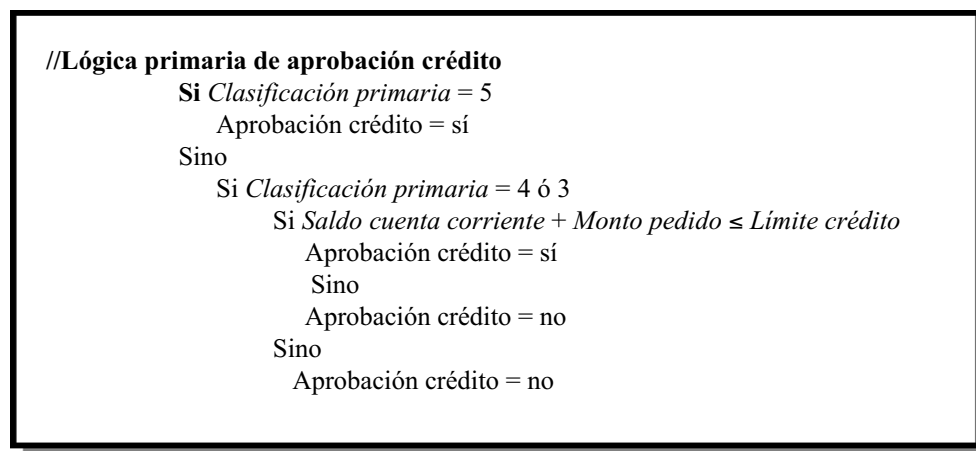 //Lógica primaria de aprobación crédito
Si Clasificación primaria = 5
Aprobación crédito = sí
Sino
Si Clasificación primaria = 4 ó 3
Si Saldo cuenta corriente + Monto pedido ≤ Límite crédito
Aprobación crédito = sí
Sino
Aprobación crédito = no
Sino
Aprobación crédito = no